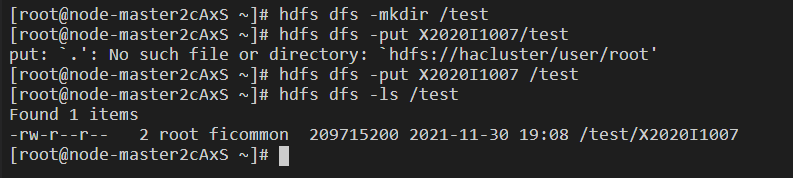 [root@node-master2cAxS ~]# hdfs dfs -mkdir /test
[root@node-master2cAxS ~]# hdfs dfs -put X2020I1007/test
put: `.': No such file or directory: `hdfs://hacluster/user/root'
[root@node-master2cAxS ~]# hdfs dfs -put X2020I1007 /test
[root@node-master2cAxS ~]# hdfs dfs -ls /test
Found 1 items
-rw-r--r--   2 root ficommon  209715200 2021-11-30 19:08 /test/X2020I1007
[root@node-master2cAxS ~]#